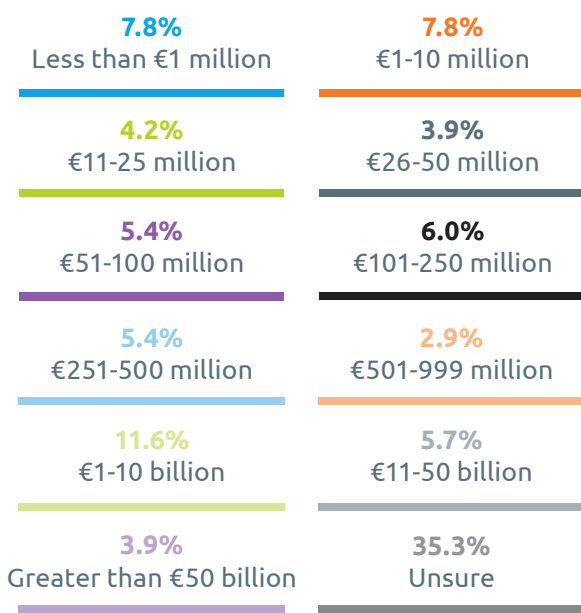 7.8%
Less than €1 million
7.8%
€1-10 million
4.2%
€11-25 million
3.9%
€26-50 million
5.4%
€51-100 million
6.0%
€101-250 million
5.4%
€251-500 million
2.9%
€501-999 million
11.6%
€1-10 billion
5.7%
€11-50 billion
3.9%
Greater than €50 billion
35.3%
Unsure